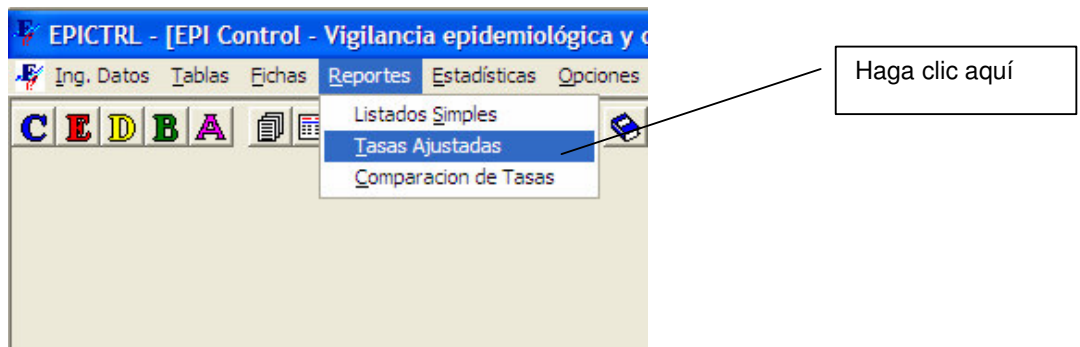 EPICTRL - [EPI Control - Vigilancia epidemiológica y
Ing. Datos Tablas Fichas Reportes Estadísticas Opciones
Haga clic aquí
C E D B A
Listados Simples
Tasas Ajustadas
Comparacion de Tasas